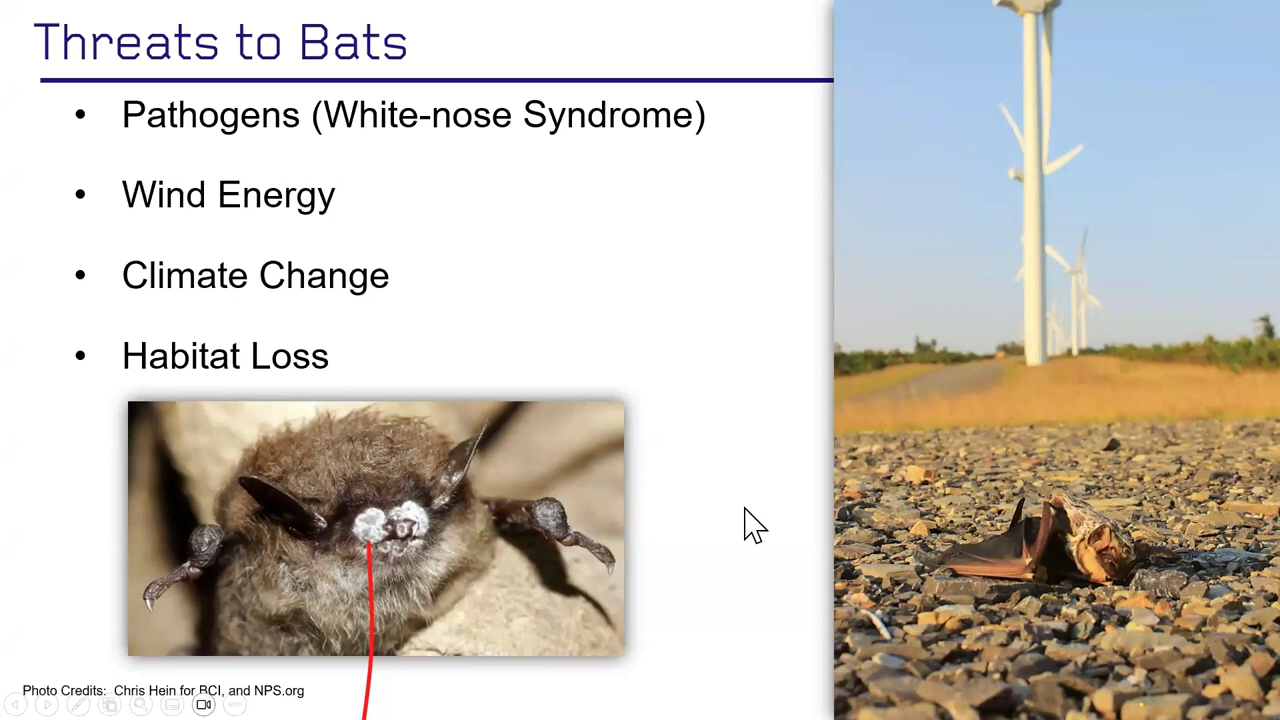 Threats to Bats
• Pathogens (White-nose Syndrome)
• Wind Energy
• Climate Change
• Habitat Loss
Photo Credits: Chris Hein for BCI, and NPS.org